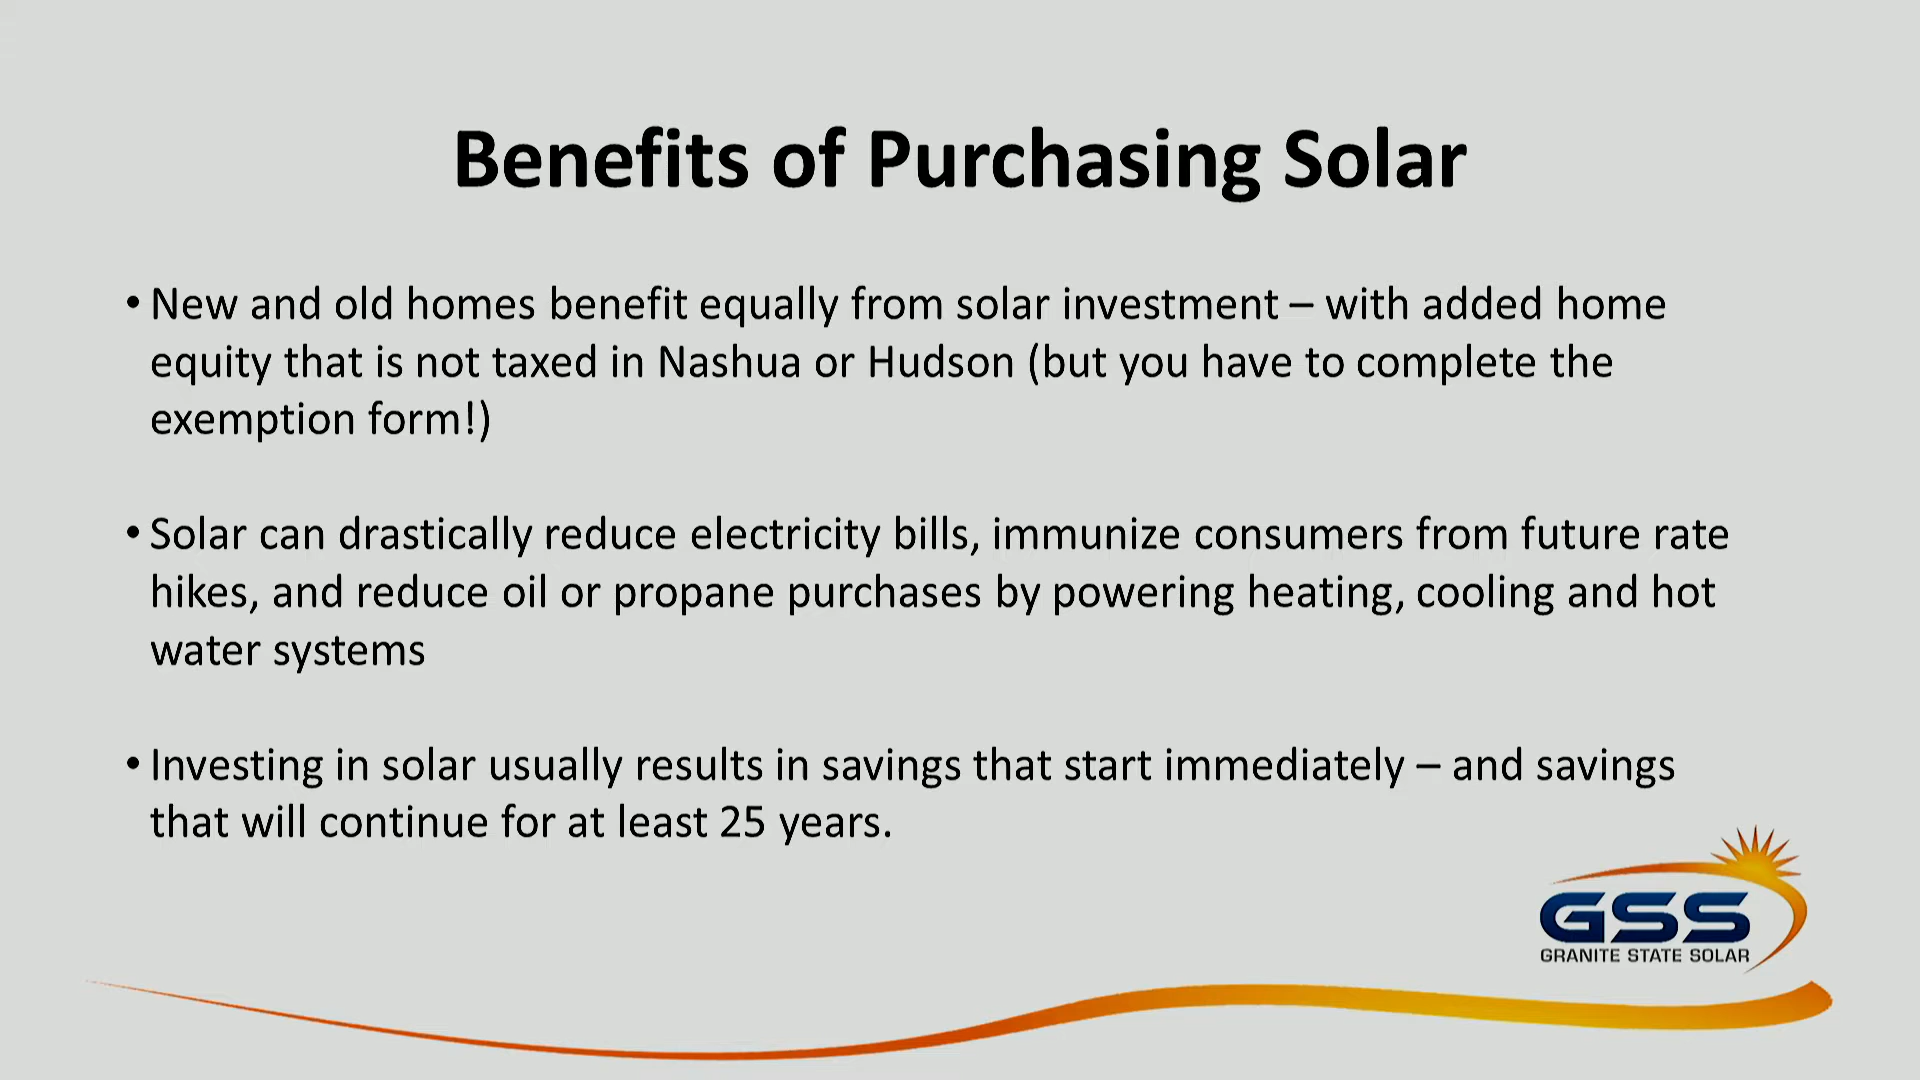 Benefits of Purchasing Solar
• New and old homes benefit equally from solar investment – with added home
equity that is not taxed in Nashua or Hudson (but you have to complete the
exemption form!)
• Solar can drastically reduce electricity bills, immunize consumers from future rate
hikes, and reduce oil or propane purchases by powering heating, cooling and hot
water systems
• Investing in solar usually results in savings that start immediately – and savings
that will continue for at least 25 years.
GSS
GRANITE STATE SOLAR